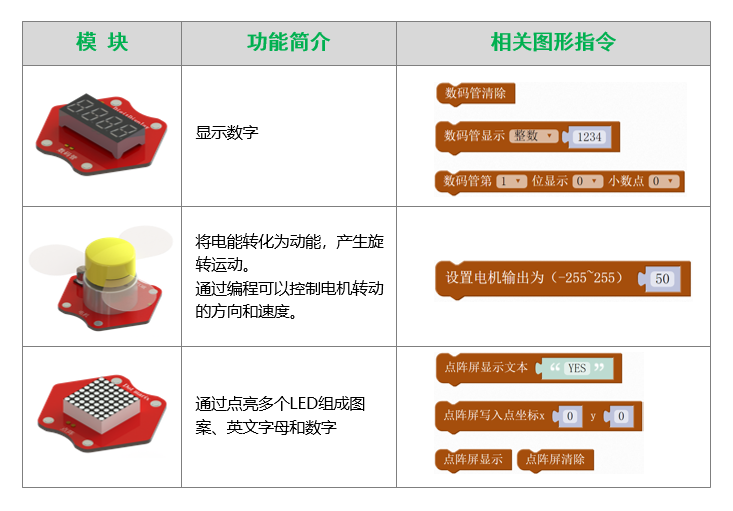 模 块
功能简介
相关图形指令
数码管
显示数字
数码管清除
数码管显示 整数 1234
数码管第 1 位显示 0 小数点 0
将电能转化为动能，产生旋
转运动。
通过编程可以控制电机转动
的方向和速度。
设置电机输出为（-255~255） 50
通过点亮多个LED组成图
案、英文字母和数字
点阵屏显示文本 “ YES ”
点阵屏写入点坐标x 0 y 0
点阵屏显示 点阵屏清除